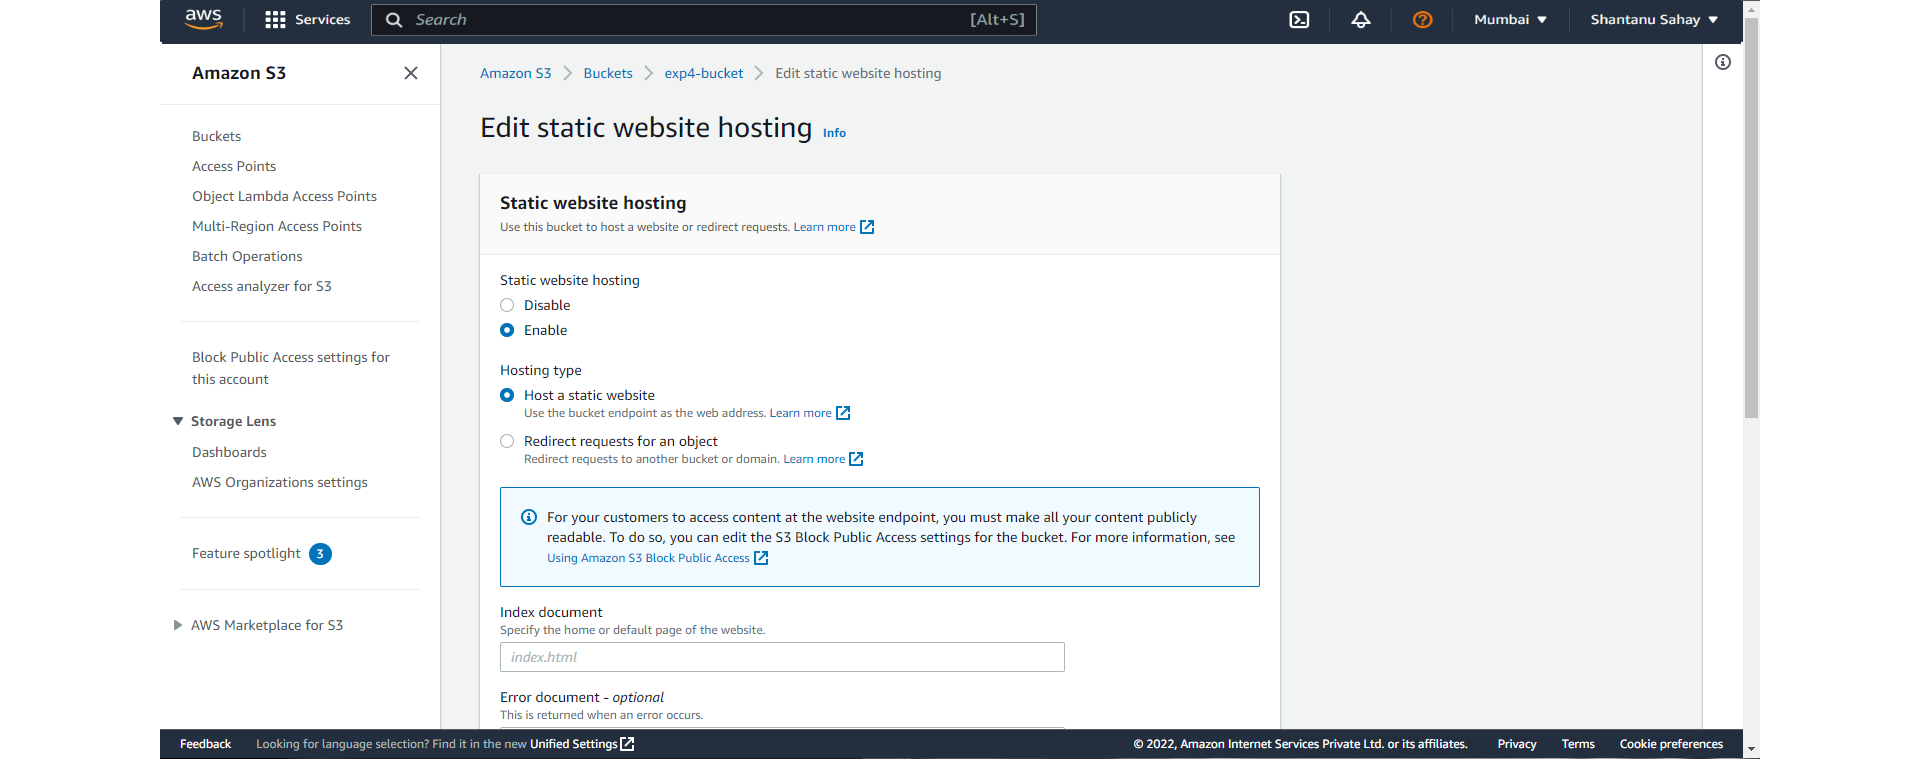 aws
Services
Search [Alt+S]
Mumbai
Shantanu Sahay
Amazon S3
Buckets
Access Points
Object Lambda Access Points
Multi-Region Access Points
Batch Operations
Access analyzer for S3
Block Public Access settings for
this account
Storage Lens
Dashboards
AWS Organizations settings
Feature spotlight 3
AWS Marketplace for S3
Amazon S3 > Buckets > exp4-bucket > Edit static website hosting
Edit static website hosting Info
Static website hosting
Use this bucket to host a website or redirect requests. Learn more
Static website hosting
Disable
Enable
Hosting type
Host a static website
Use the bucket endpoint as the web address. Learn more
Redirect requests for an object
Redirect requests to another bucket or domain. Learn more
For your customers to access content at the website endpoint, you must make all your content publicly
readable. To do so, you can edit the S3 Block Public Access settings for the bucket. For more information, see
Using Amazon S3 Block Public Access
Index document
Specify the home or default page of the website.
index.html
Error document - optional
This is returned when an error occurs.
Feedback
Looking for language selection? Find it in the new Unified Settings
© 2022, Amazon Internet Services Private Ltd. or its affiliates.
Privacy
Terms
Cookie preferences